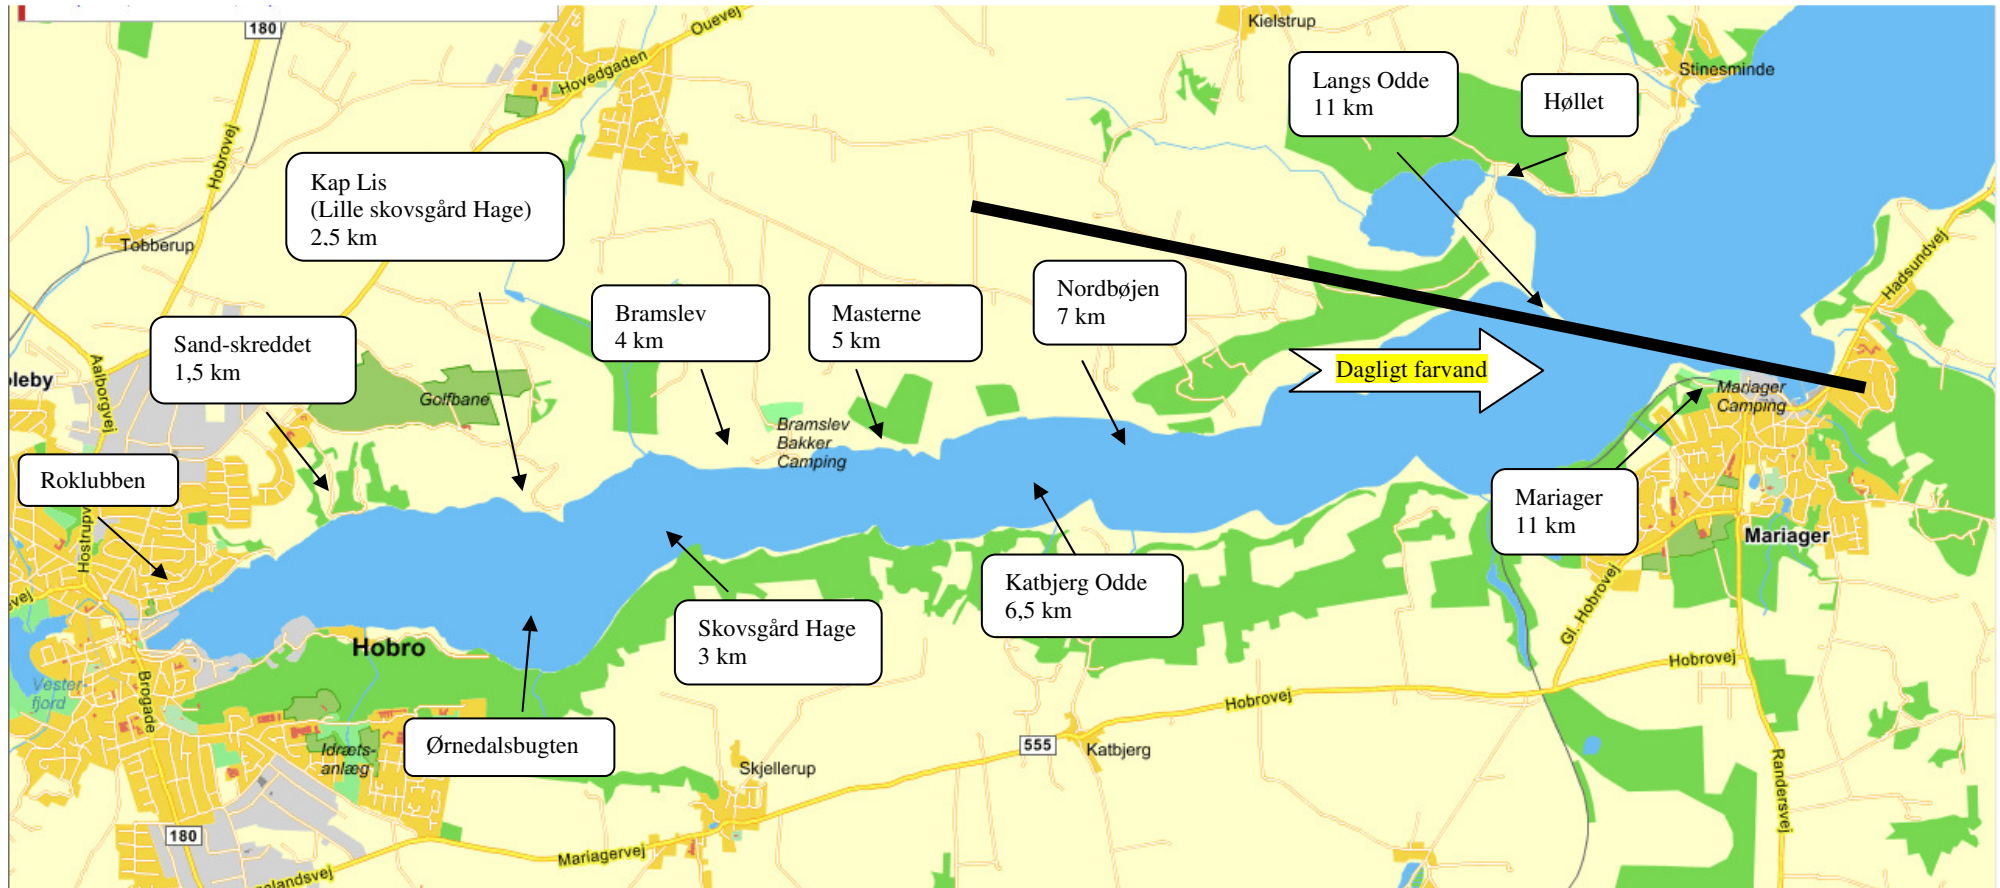 180
Ouevej
Kielstrup
Hovedgaden
Stinesminde
Langs Odde
11 km
Høllet
Hobrovej
Kap Lis
(Lille skovsgård Hage)
2,5 km
Tobberup
Hadsundvej
Nordbøjen
7 km
Bramslev
4 km
Masterne
5 km
Sand-skreddet
1,5 km
Dagligt farvand
leby
Aalborgvej
Golfbane
Mariager
Camping
Bramslev
Bakker
Camping
Roklubben
Hostrupv
Mariager
11 km
Mariager
Katbjerg Odde
6,5 km
Gl. Hobrovej
Skovsgård Hage
3 km
Hobro
Hobrovej
Hobrovej
Vester-
fjord
Brogade
Ørnedalsbugten
Idræts-
anlæg
555
Katbjerg
Skjellerup
Randersvej
180
Mariagervej
elandsvej